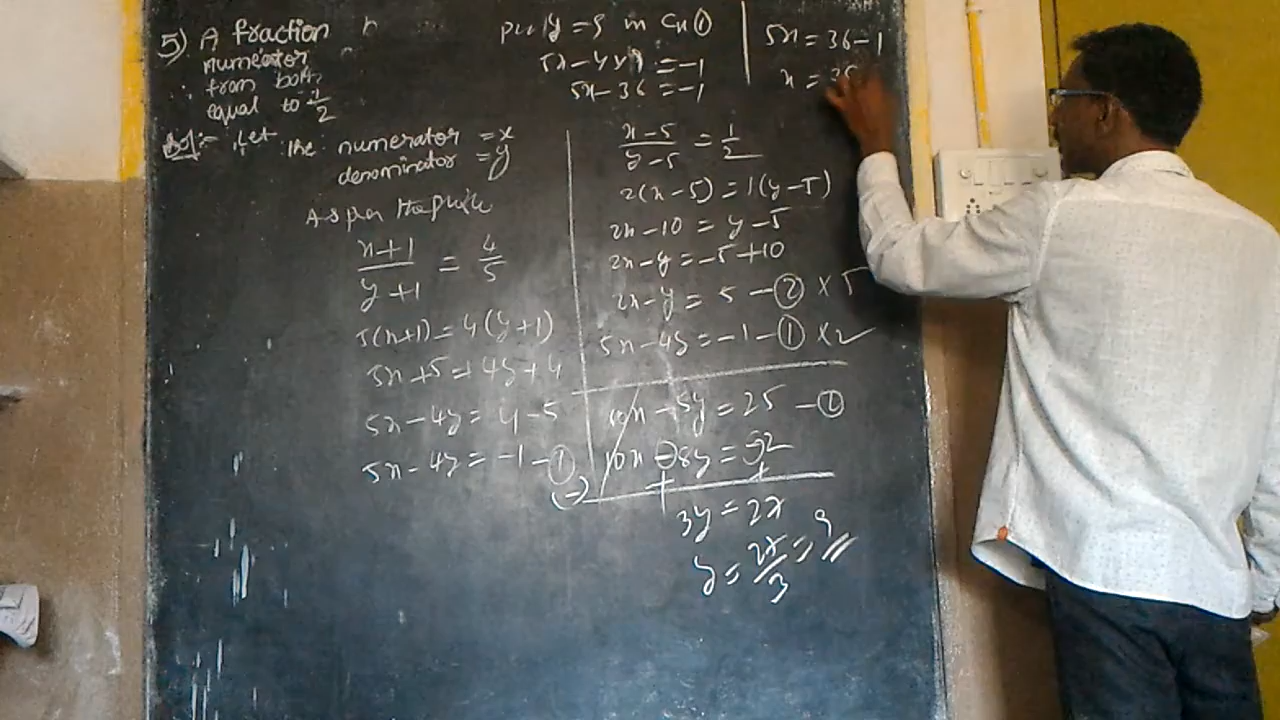 5) A fraction
numerator
from both
equal to 1/2
Sol:- Let the numerator = x
denominator = y
As per the
x+1/y+1 = 4/5
5(x+1) = 4(y+1)
5x+5 = 4y+4
5x-4y = 4-5
5x-4y = -1 - ①
put y = 9 in ①
5x-4x9 = -1
5x-36 = -1
5x = 36-1
x =
x-5/y-5 = 1/2
2(x-5) = 1(y-5)
2x-10 = y-5
2x-y = -5+10
2x-y = 5 - ② x 5
5x-4y = -1 - ① x 2
10x-5y = 25 - ①
10x-8y = -2
(-) + +
3y = 27
y = 27/3 = 9